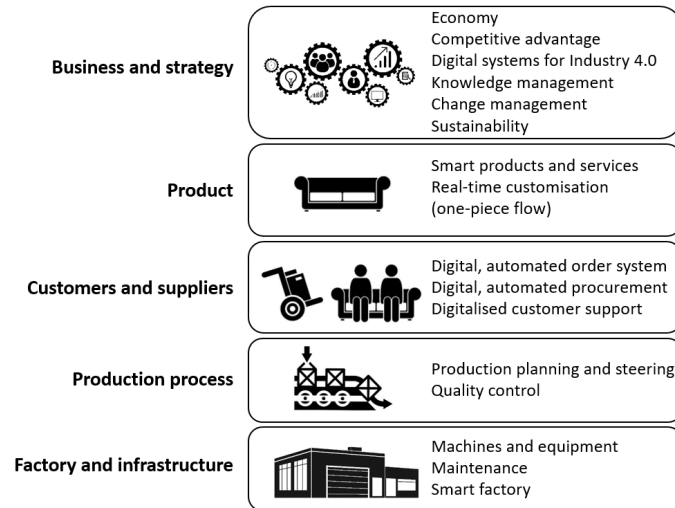 Business and strategy
Economy
Competitive advantage
Digital systems for Industry 4.0
Knowledge management
Change management
Sustainability
Product
Smart products and services
Real-time customisation
(one-piece flow)
Customers and suppliers
Digital, automated order system
Digital, automated procurement
Digitalised customer support
Production process
Production planning and steering
Quality control
Factory and infrastructure
Machines and equipment
Maintenance
Smart factory